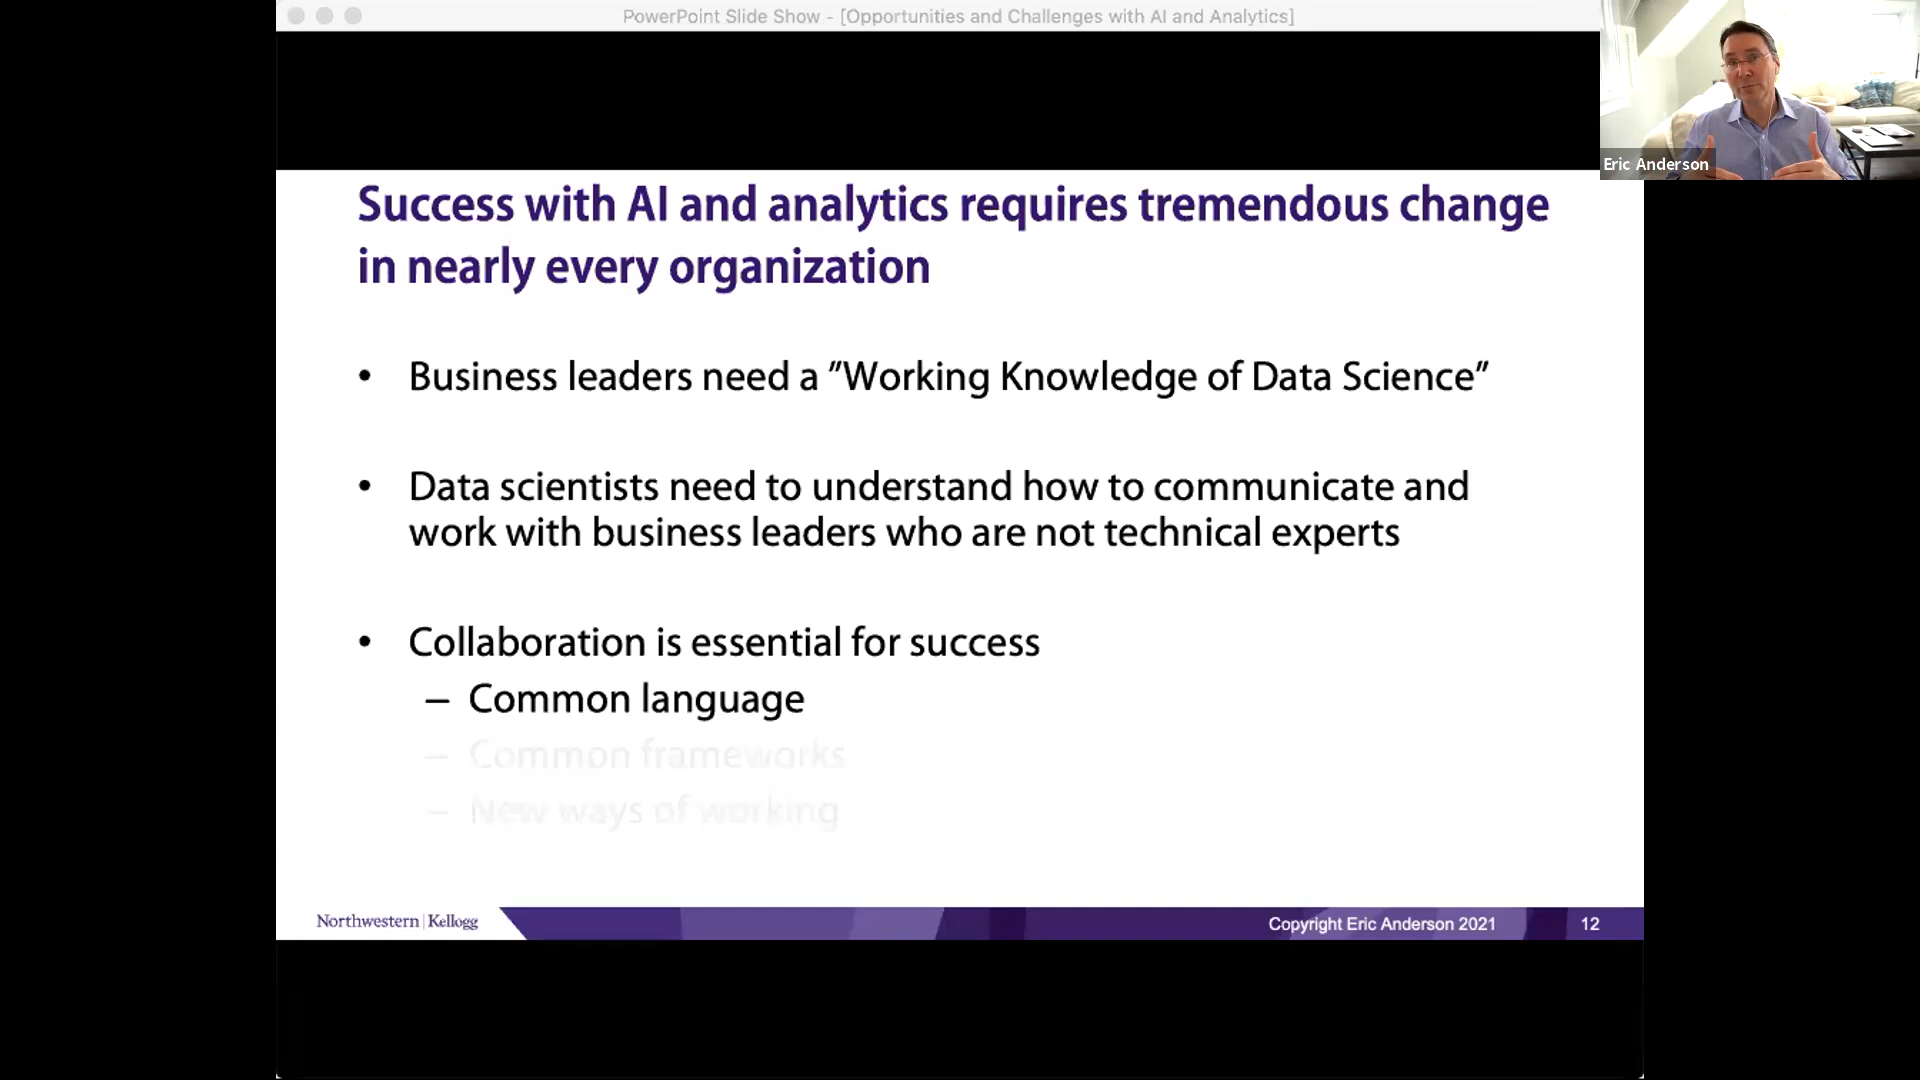 PowerPoint Slide Show - [Opportunities and Challenges with AI and Analytics]
Eric Anderson
Success with AI and analytics requires tremendous change
in nearly every organization
• Business leaders need a ”Working Knowledge of Data Science”
• Data scientists need to understand how to communicate and
work with business leaders who are not technical experts
• Collaboration is essential for success
– Common language
– Common frameworks
– New ways of working
Northwestern | Kellogg
Copyright Eric Anderson 2021
12